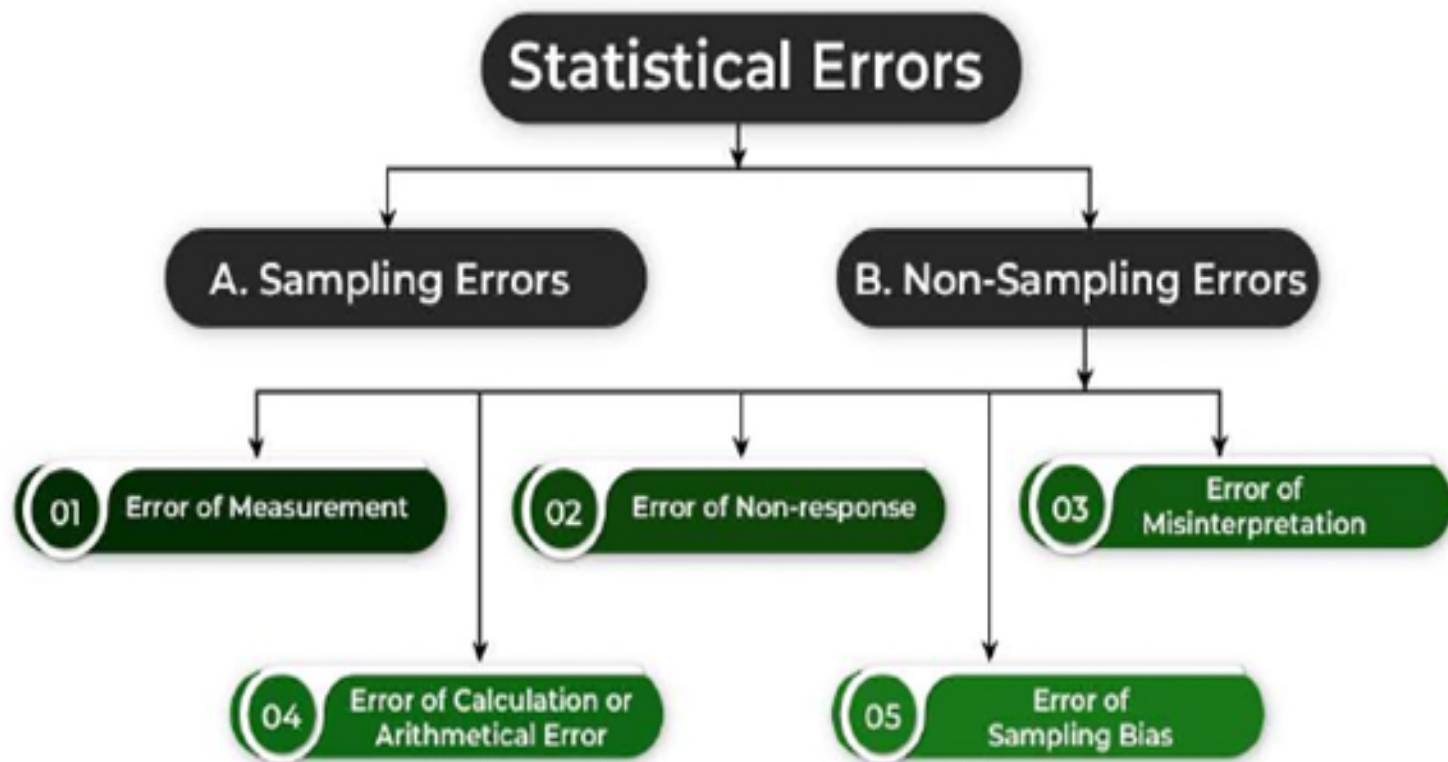 Statistical Errors
A. Sampling Errors
B. Non-Sampling Errors
01 Error of Measurement
02 Error of Non-response
03 Error of
Misinterpretation
04 Error of Calculation or
Arithmetical Error
05 Error of
Sampling Bias